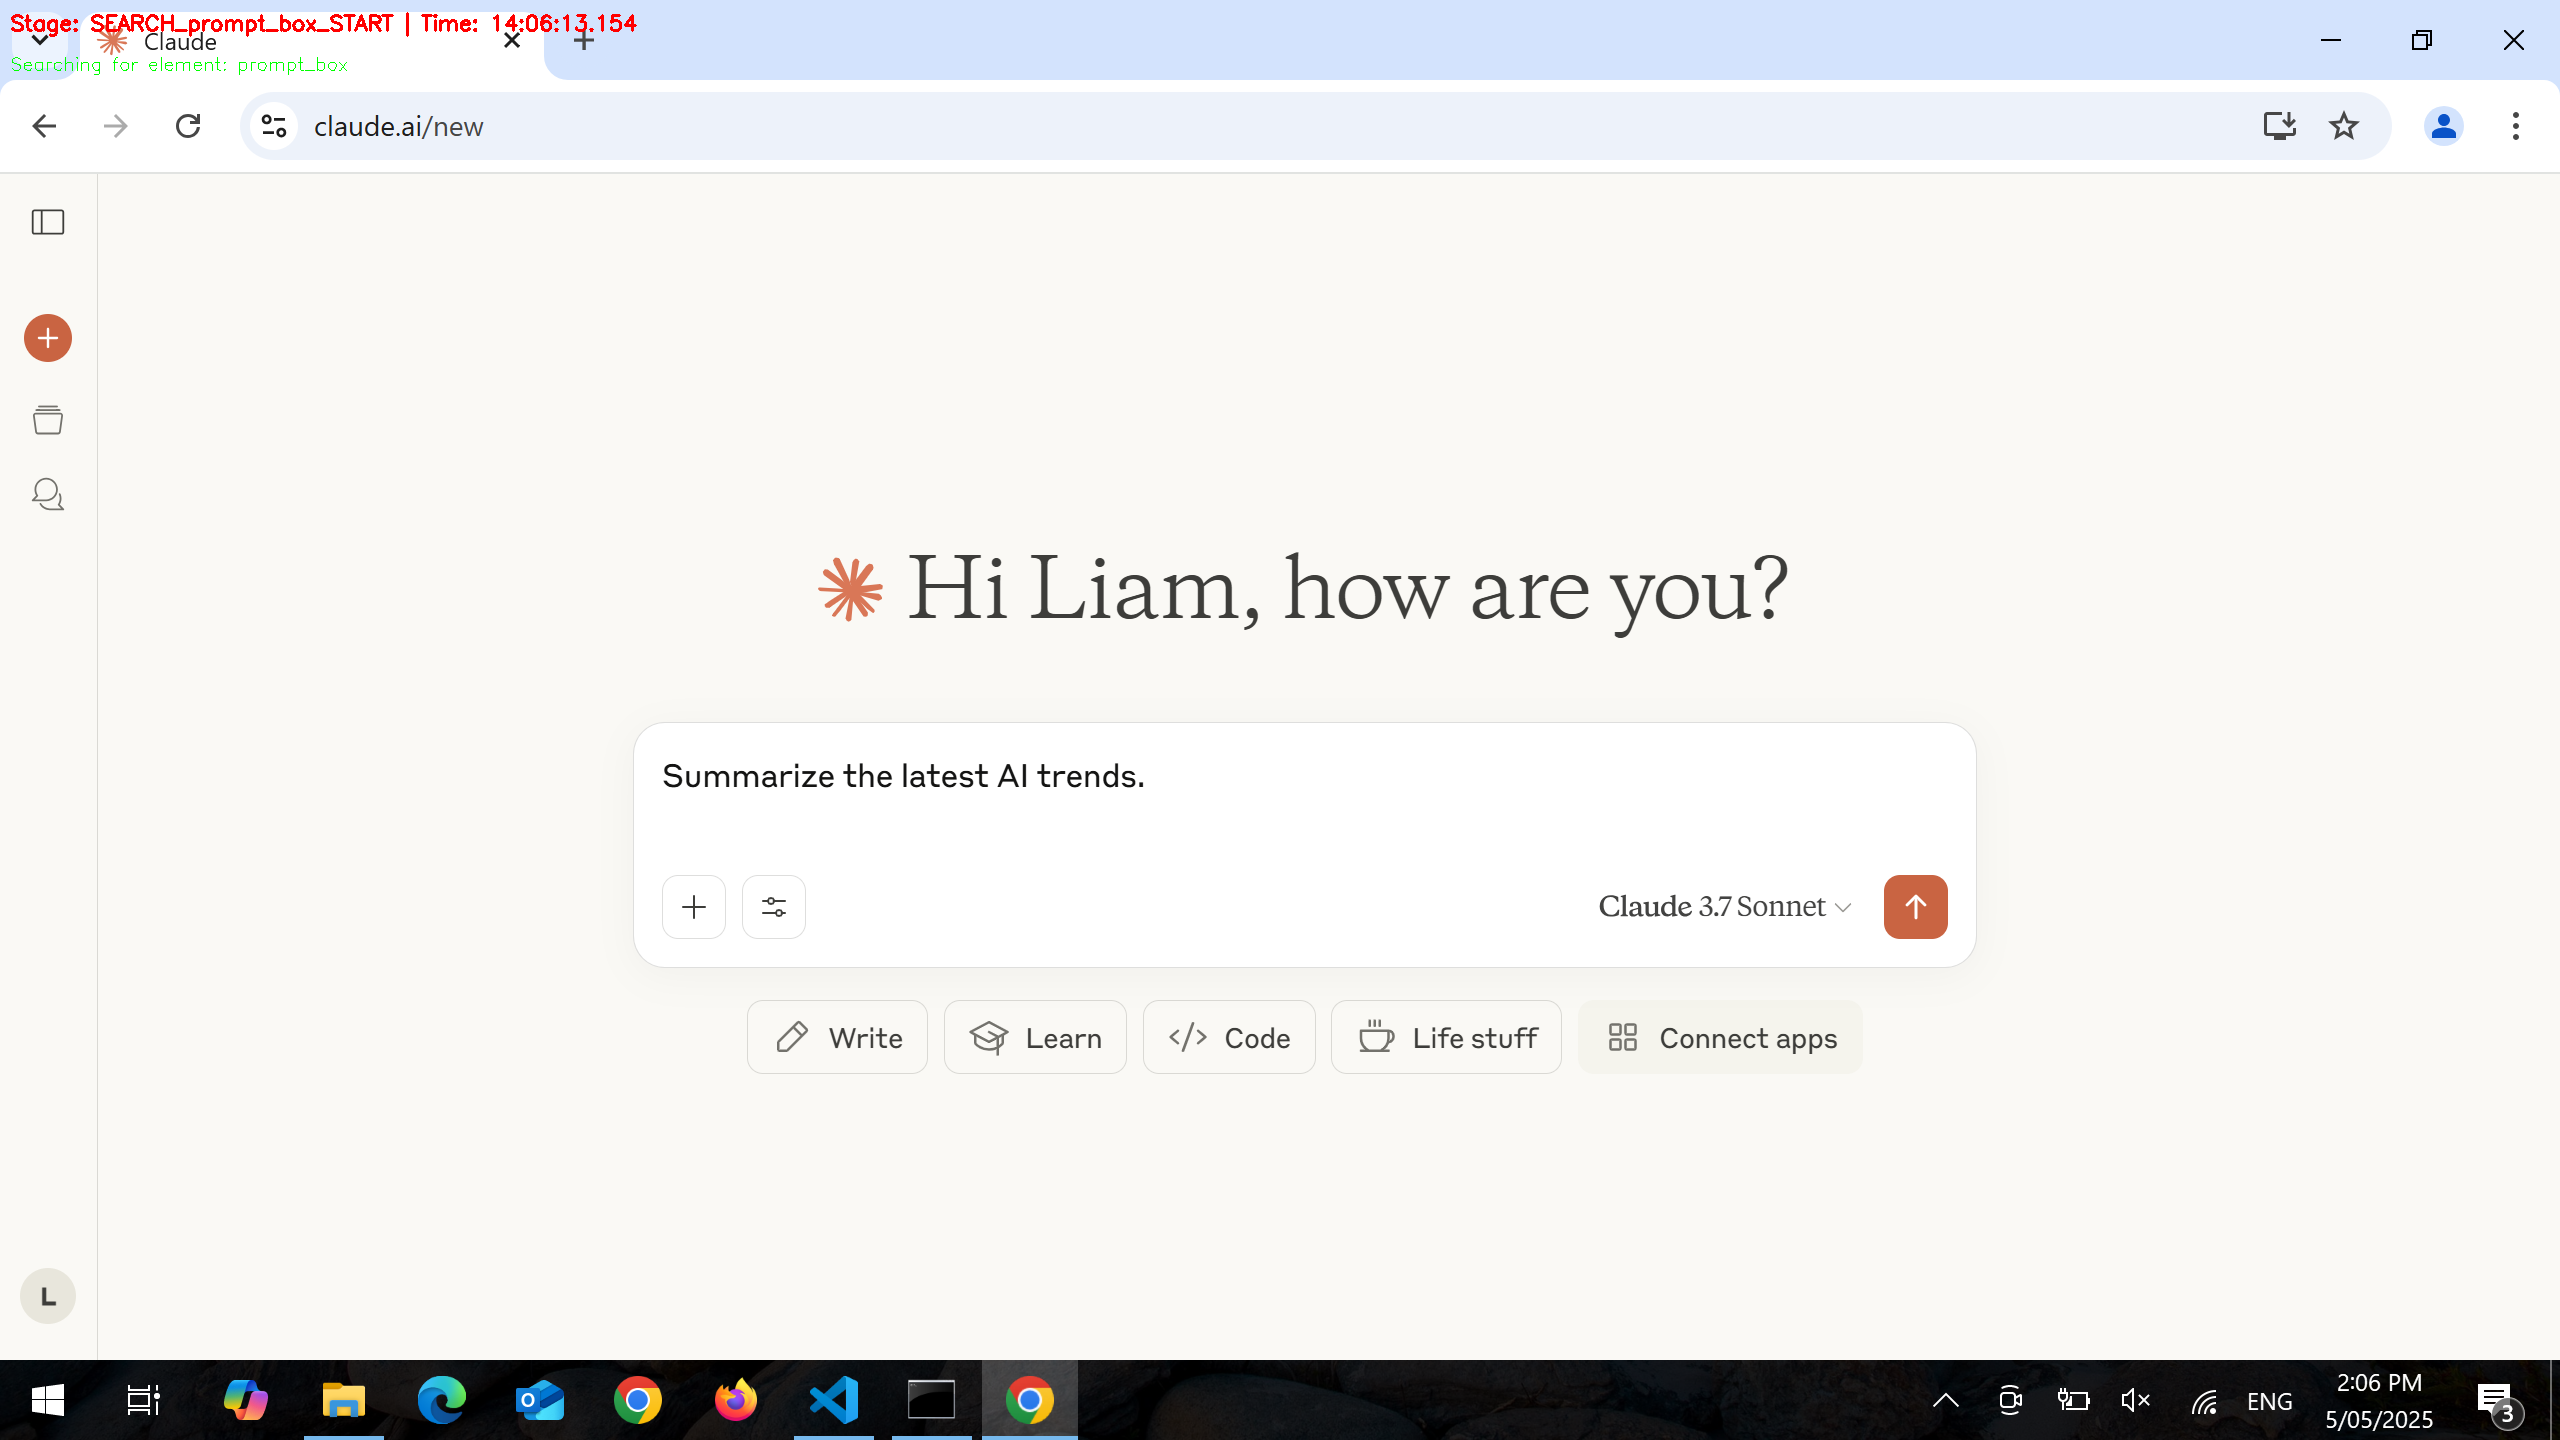 Stage: SEARCH_prompt_box_START | Time: 14:06:13.154
Claude
Searching for element: prompt_box
claude.ai/new
Hi Liam, how are you?
Summarize the latest AI trends.
Claude 3.7 Sonnet
Write
Learn
Code
Life stuff
Connect apps
L
ENG
2:06 PM
5/05/2025
3